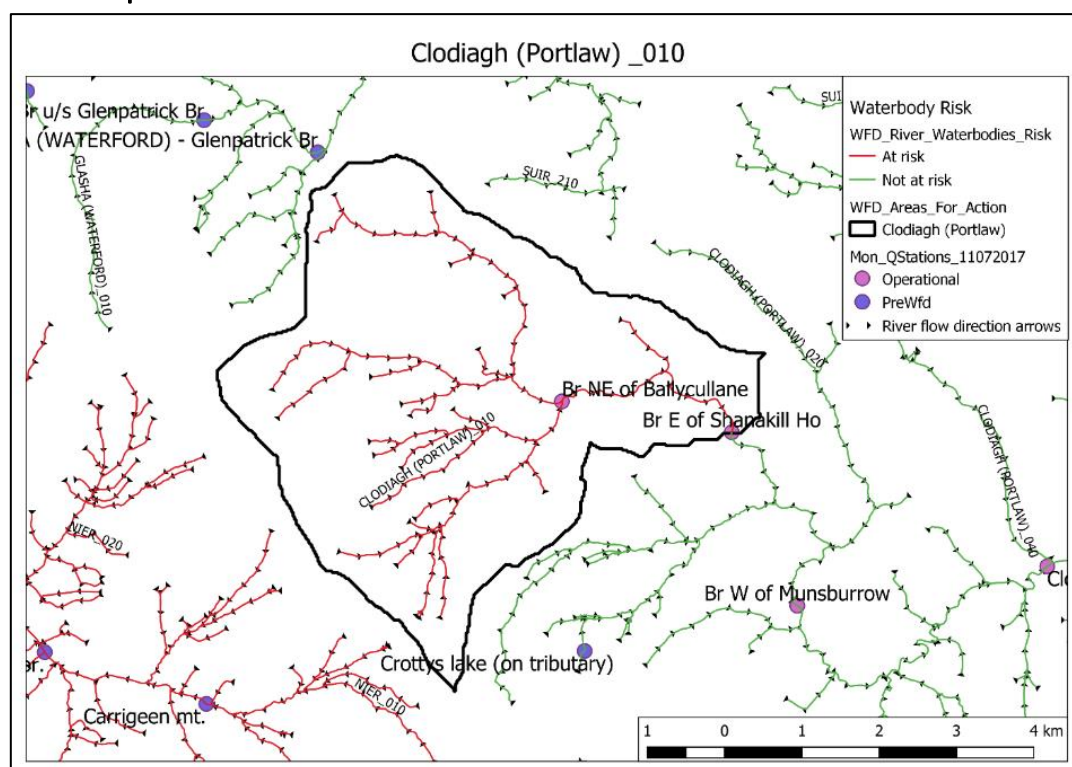 Clodiagh (Portlaw) _010
u/s Glenpatrick Br.
(WATERFORD) - Glenpatrick Br
GLASHA (WATERFORD)_010
SUIR_210
SUI
CLODIAGH (PORTLAW)_020
CLODIAGH (PORTLAW)_040
Br NE of Ballycullane
Br E of Shanakill Ho
CLODIAGH (PORTLAW)_010
NIER_020
Br W of Munsburrow
Clo
Crottys lake (on tributary)
br.
NIER_010
Carrigeen mt.
Waterbody Risk
WFD_River_Waterbodies_Risk
At risk
Not at risk
WFD_Areas_For_Action
Clodiagh (Portlaw)
Mon_QStations_11072017
Operational
PreWfd
River flow direction arrows
1 0 1 2 3 4 km